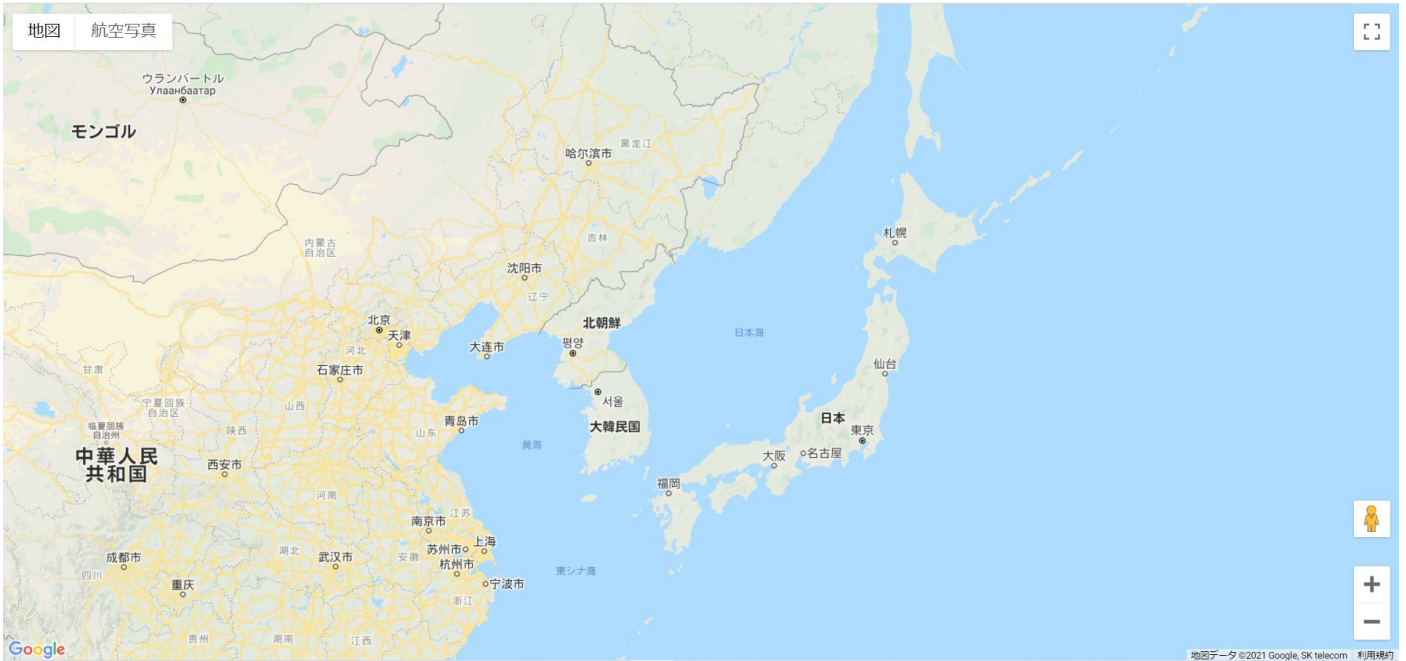 地図
航空写真
ウランバートル
Улаанбаатар
モンゴル
黑龙江
哈尔滨市
吉林
内蒙古
自治区
札幌
沈阳市
辽宁
北京
天津
河北
北朝鮮
평양
日本海
大连市
石家庄市
甘肃
仙台
宁夏回族
自治区
山西
서울
青岛市
山东
大韓民国
日本
東京
临夏回族
自治州
陕西
黄海
中華人民
共和国
西安市
大阪
名古屋
福岡
河南
南京市
江苏
上海
苏州市
杭州市
成都市
湖北
武汉市
安徽
四川
重庆
宁波市
東シナ海
浙江
贵州
湖南
江西
Google
地図データ ©2021 Google, SK telecom
利用規約